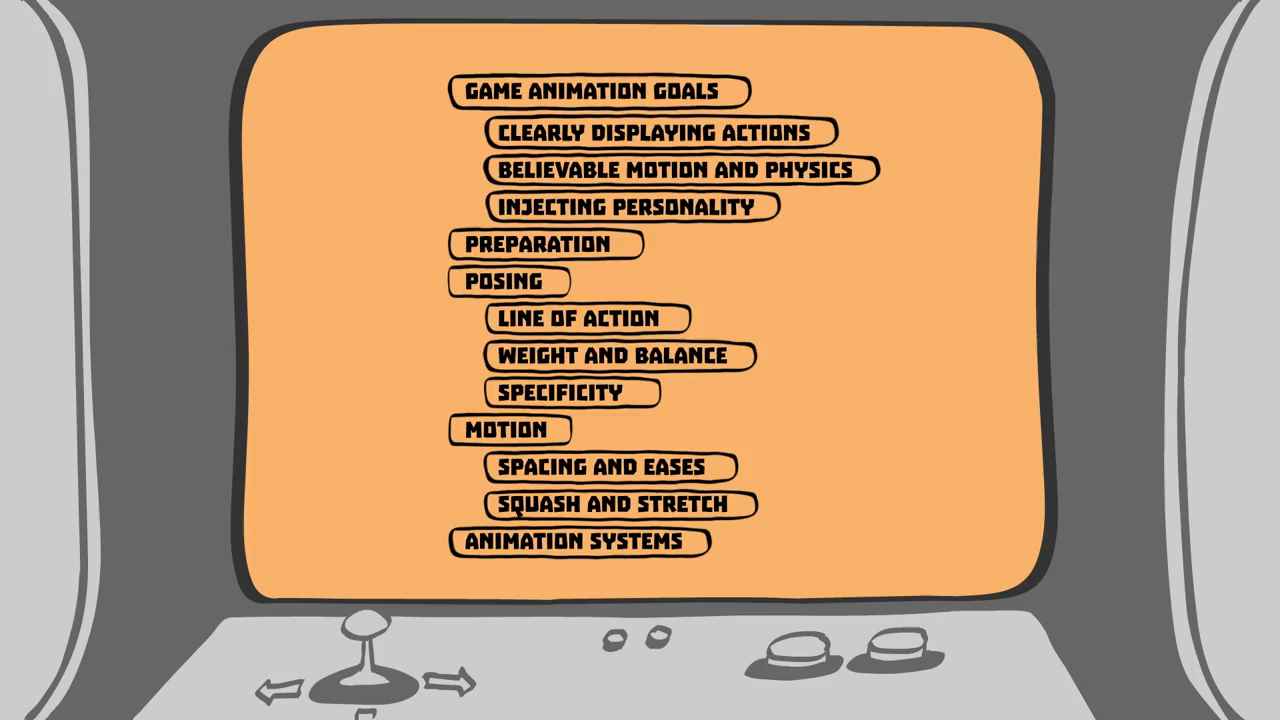 GAME ANIMATION GOALS
CLEARLY DISPLAYING ACTIONS
BELIEVABLE MOTION AND PHYSICS
INJECTING PERSONALITY
PREPARATION
POSING
LINE OF ACTION
WEIGHT AND BALANCE
SPECIFICITY
MOTION
SPACING AND EASES
SQUASH AND STRETCH
ANIMATION SYSTEMS